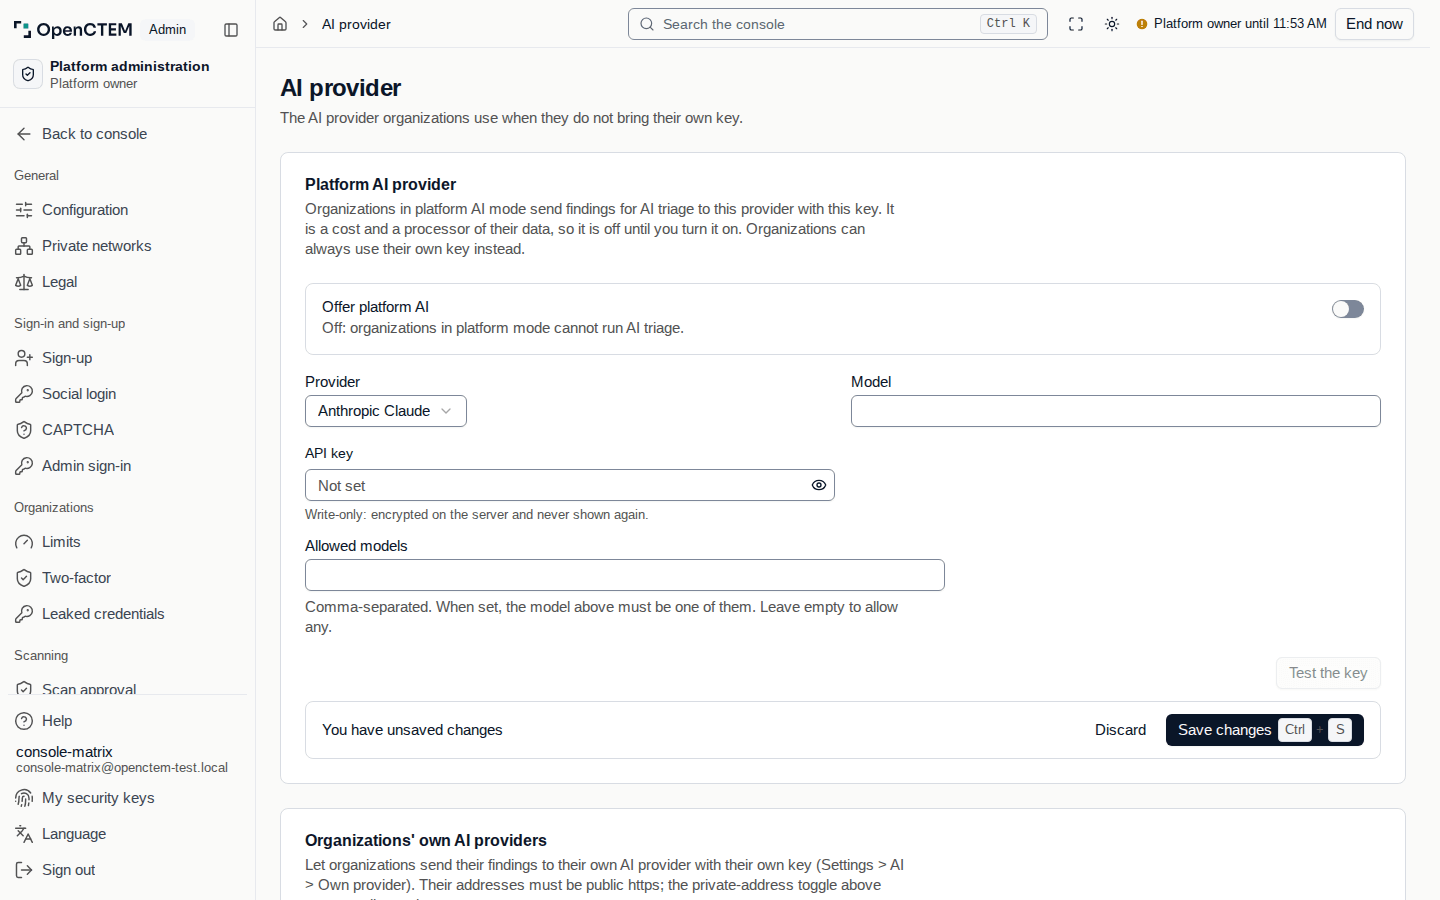 OpenCTEM
Admin
Platform administration
Platform owner
Back to console
General
Configuration
Private networks
Legal
Sign-in and sign-up
Sign-up
Social login
CAPTCHA
Admin sign-in
Organizations
Limits
Two-factor
Leaked credentials
Scanning
Scan approval
Help
console-matrix
console-matrix@openctem-test.local
My security keys
Language
Sign out
AI provider
Search the console
Ctrl K
Platform owner until 11:53 AM
End now
AI provider
The AI provider organizations use when they do not bring their own key.
Platform AI provider
Organizations in platform AI mode send findings for AI triage to this provider with this key. It
is a cost and a processor of their data, so it is off until you turn it on. Organizations can
always use their own key instead.
Offer platform AI
Off: organizations in platform mode cannot run AI triage.
Provider
Model
Anthropic Claude
API key
Not set
Write-only: encrypted on the server and never shown again.
Allowed models
Comma-separated. When set, the model above must be one of them. Leave empty to allow
any.
Test the key
You have unsaved changes
Discard
Save changes Ctrl + S
Organizations' own AI providers
Let organizations send their findings to their own AI provider with their own key (Settings > AI
> Own provider). Their addresses must be public https; the private-address toggle above